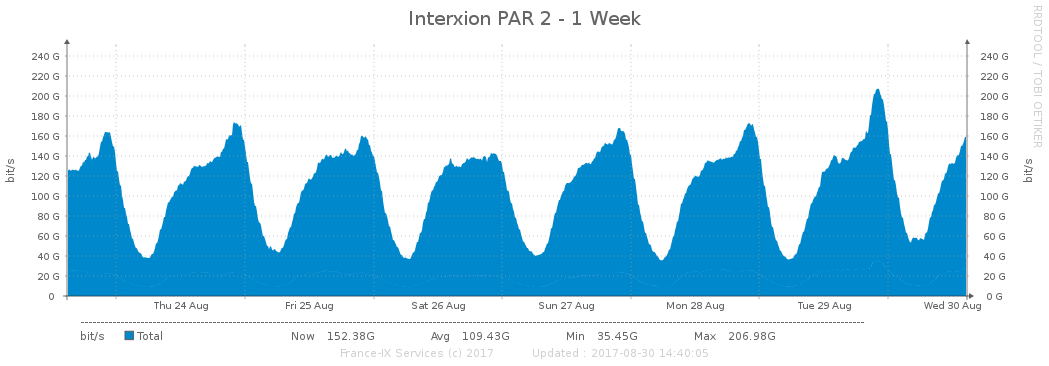 Interxion PAR 2 - 1 Week
RRDTOOL / TOBI OETIKER
bit/s
240 G 240 G
220 G 220 G
200 G 200 G
180 G 180 G
160 G 160 G
140 G 140 G
120 G 120 G
100 G 100 G
80 G 80 G
60 G 60 G
40 G 40 G
20 G 20 G
0 0 G
bit/s
Thu 24 Aug Fri 25 Aug Sat 26 Aug Sun 27 Aug Mon 28 Aug Tue 29 Aug Wed 30 Aug
bit/s Total Now 152.38G Avg 109.43G Min 35.45G Max 206.98G
France-IX Services (c) 2017 Updated : 2017-08-30 14:40:05